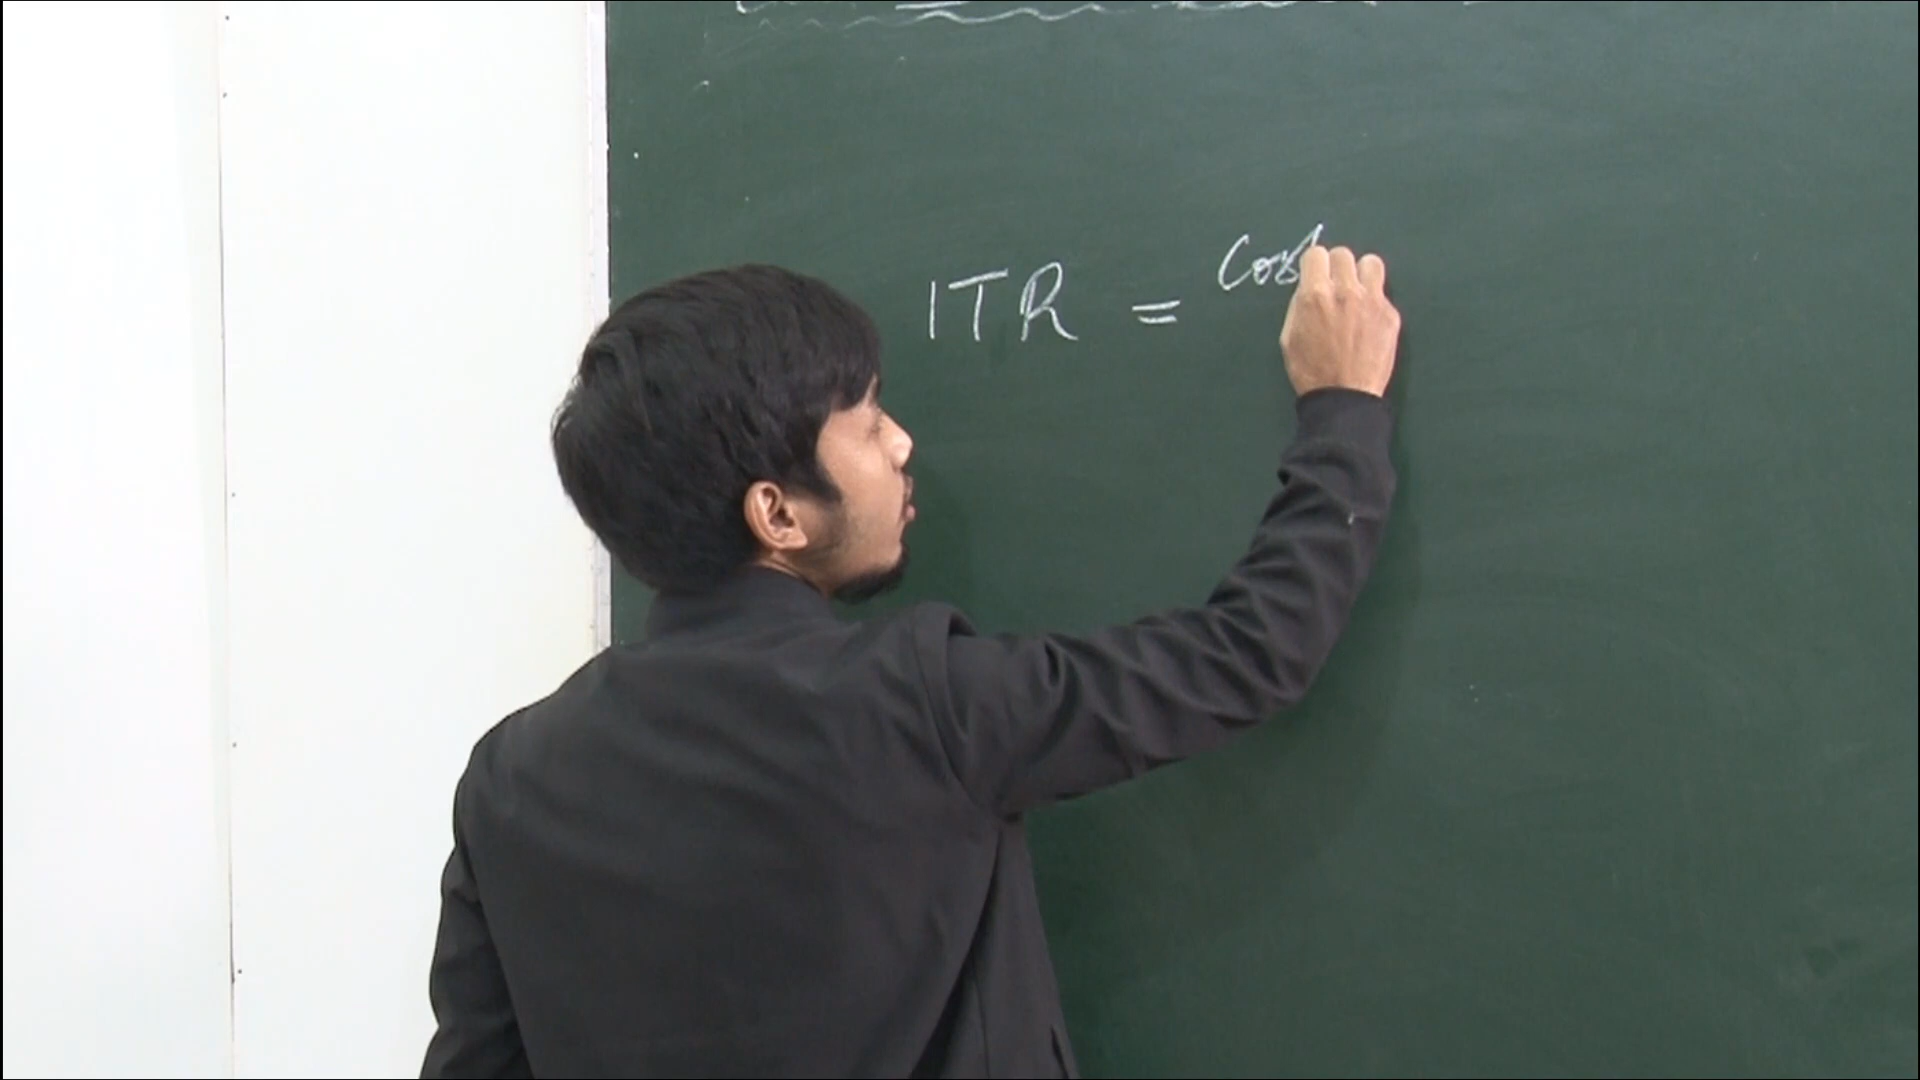 ITR = Cost